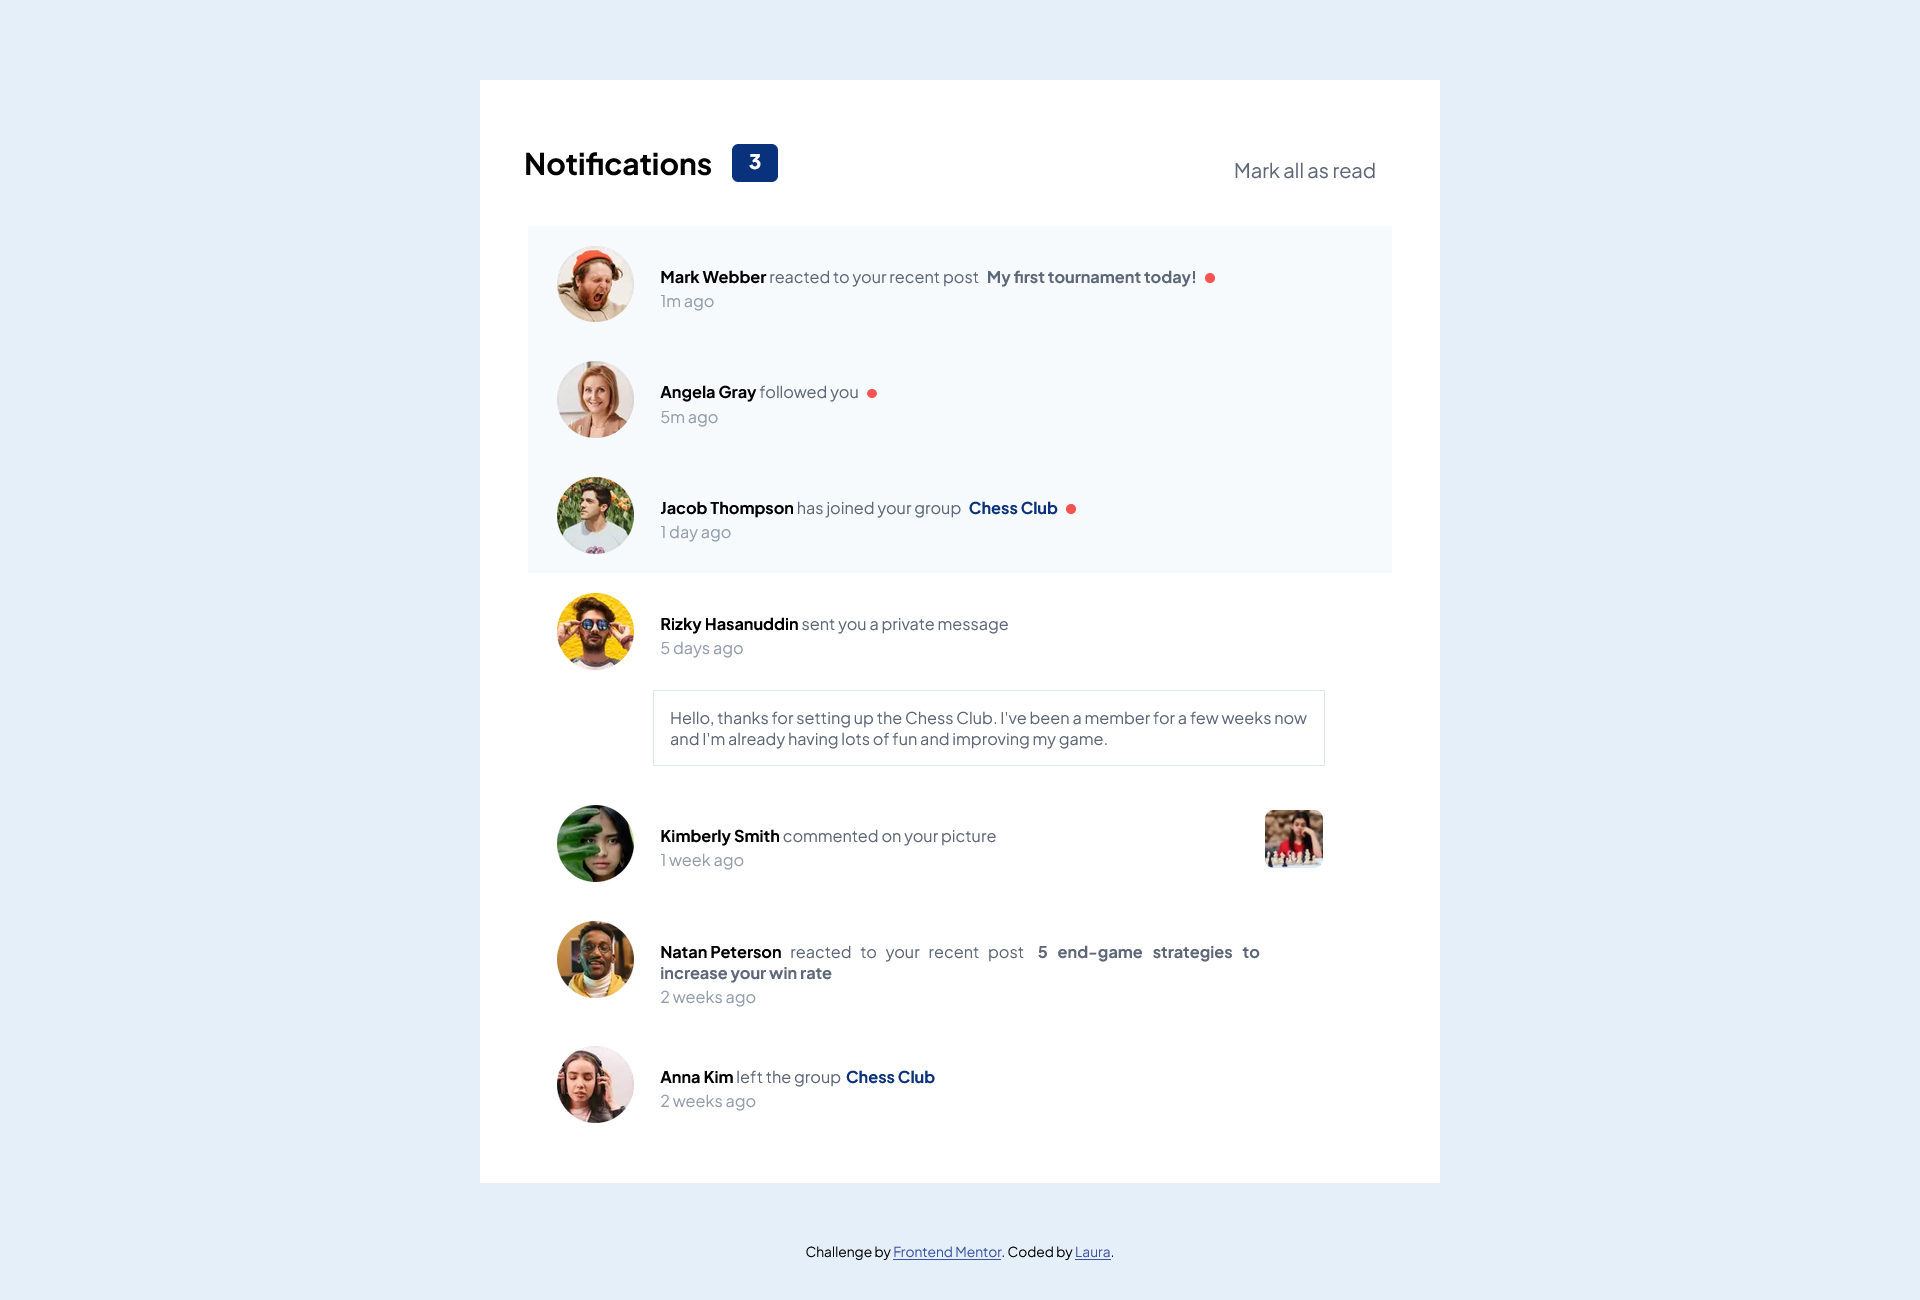 Notifications 3
Mark all as read
Mark Webber reacted to your recent post My first tournament today!
1m ago
Angela Gray followed you
5m ago
Jacob Thompson has joined your group Chess Club
1 day ago
Rizky Hasanuddin sent you a private message
5 days ago
Hello, thanks for setting up the Chess Club. I've been a member for a few weeks now
and I'm already having lots of fun and improving my game.
Kimberly Smith commented on your picture
1 week ago
Natan Peterson reacted to your recent post 5 end-game strategies to
increase your win rate
2 weeks ago
Anna Kim left the group Chess Club
2 weeks ago
Challenge by Frontend Mentor. Coded by Laura.